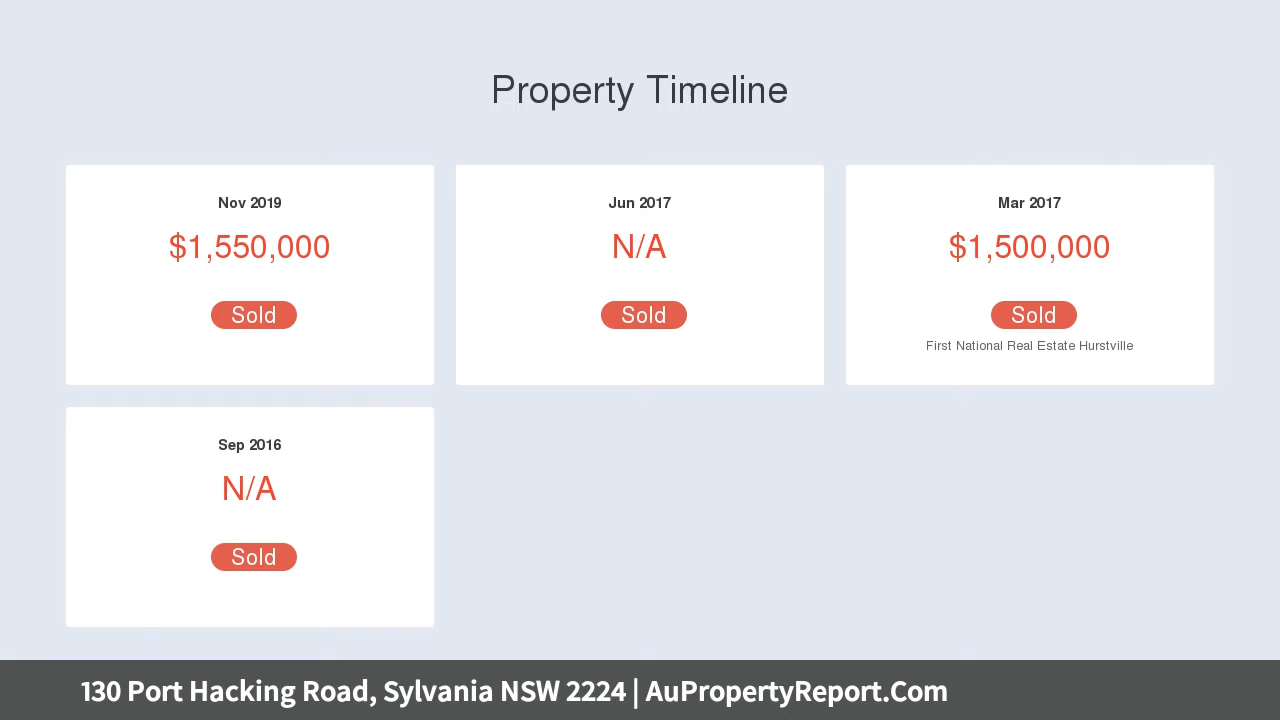 Property Timeline
Nov 2019
$1,550,000
Sold
Jun 2017
N/A
Sold
Mar 2017
$1,500,000
Sold
First National Real Estate Hurstville
Sep 2016
N/A
Sold
130 Port Hacking Road, Sylvania NSW 2224 | AuPropertyReport.Com